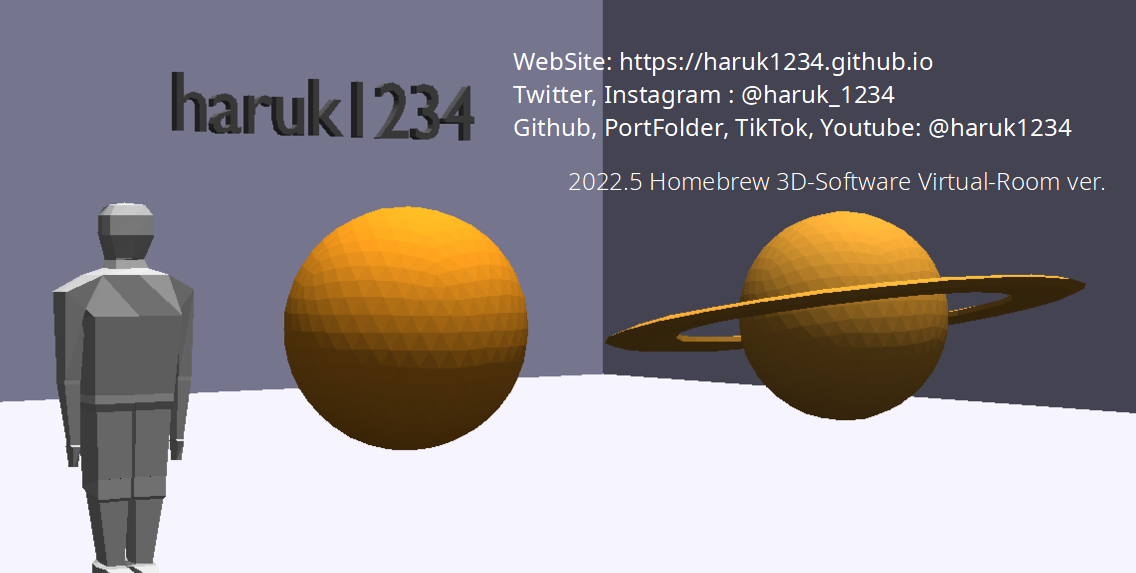 haruk1234
WebSite: https://haruk1234.github.io
Twitter, Instagram : @haruk_1234
Github, PortFolder, TikTok, Youtube: @haruk1234
2022.5 Homebrew 3D-Software Virtual-Room ver.